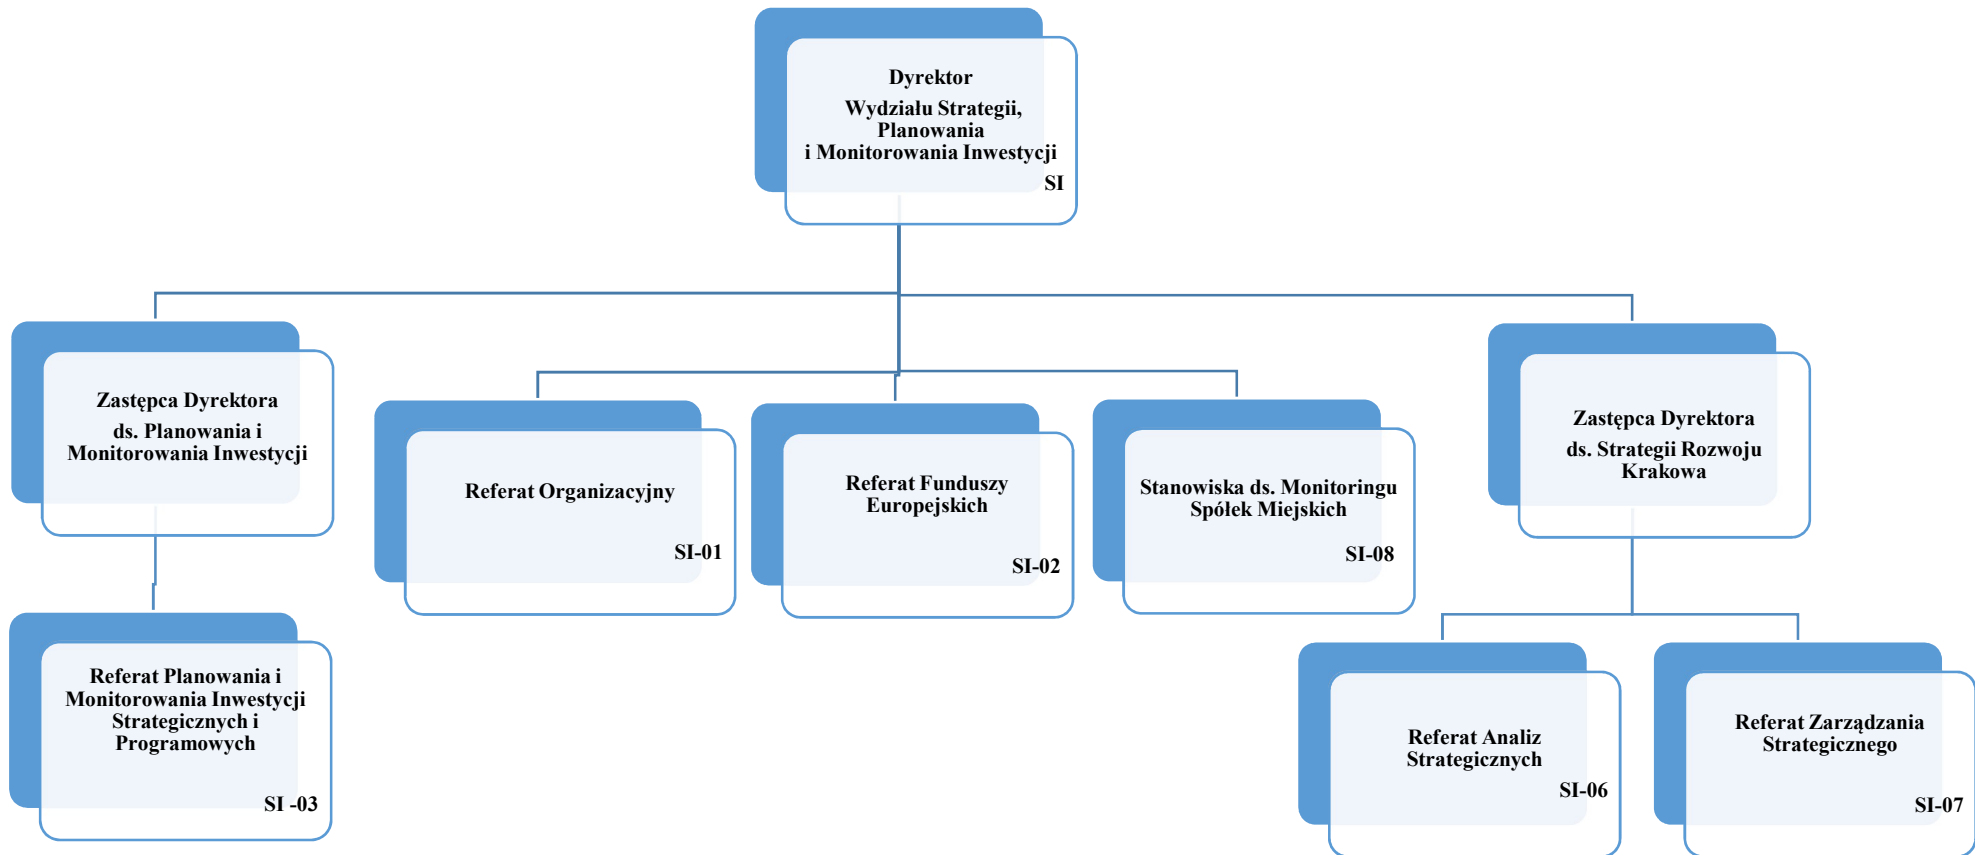 Dyrektor
Wydziału Strategii,
Planowania
i Monitorowania Inwestycji
SI
Zastępca Dyrektora
ds. Planowania i
Monitorowania Inwestycji
Referat Organizacyjny
SI-01
Referat Funduszy
Europejskich
SI-02
Stanowiska ds. Monitoringu
Spółek Miejskich
SI-08
Zastępca Dyrektora
ds. Strategii Rozwoju
Krakowa
Referat Planowania i
Monitorowania Inwestycji
Strategicznych i
Programowych
SI -03
Referat Analiz
Strategicznych
SI-06
Referat Zarządzania
Strategicznego
SI-07